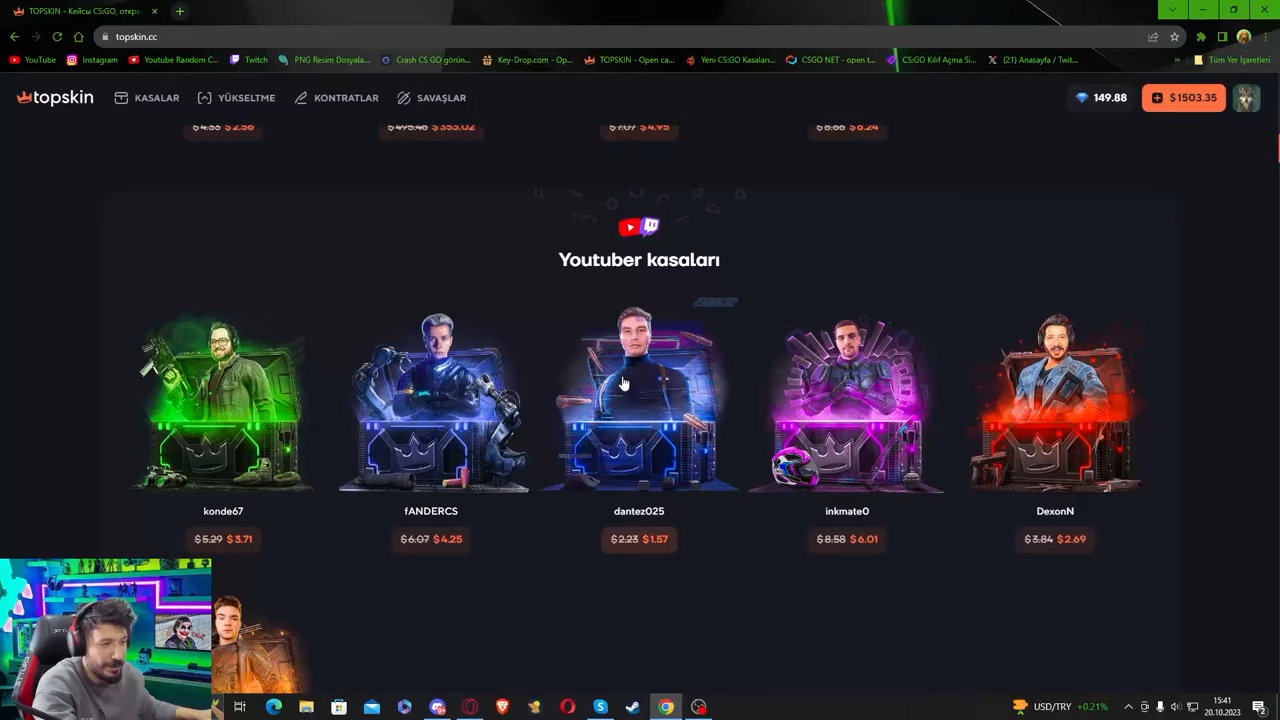 TOPSKIN - Кейсы CS:GO, откры
topskin.cc
YouTube
Instagram
Youtube Random C...
Twitch
PNG Resim Dosyala...
Crash CS GO görün...
Key-Drop.com - Op...
TOPSKIN - Open ca...
Yeni CS:GO Kasaları...
CSGO NET - open t...
CS:GO Kılıf Açma Si...
(21) Anasayfa / Twit...
Tüm Yer İşaretleri
topskin
KASALAR
YÜKSELTME
KONTRATLAR
SAVAŞLAR
149.88
$1503.35
$4.33 $2.56
$495.48 $353.02
$7.07 $4.95
$8.88 $6.24
Youtuber kasaları
konde67
fANDERCS
dantez025
inkmate0
DexonN
$5.29 $3.71
$6.07 $4.25
$2.23 $1.57
$8.58 $6.01
$3.84 $2.69
USD/TRY +0.21%
15:41
20.10.2023